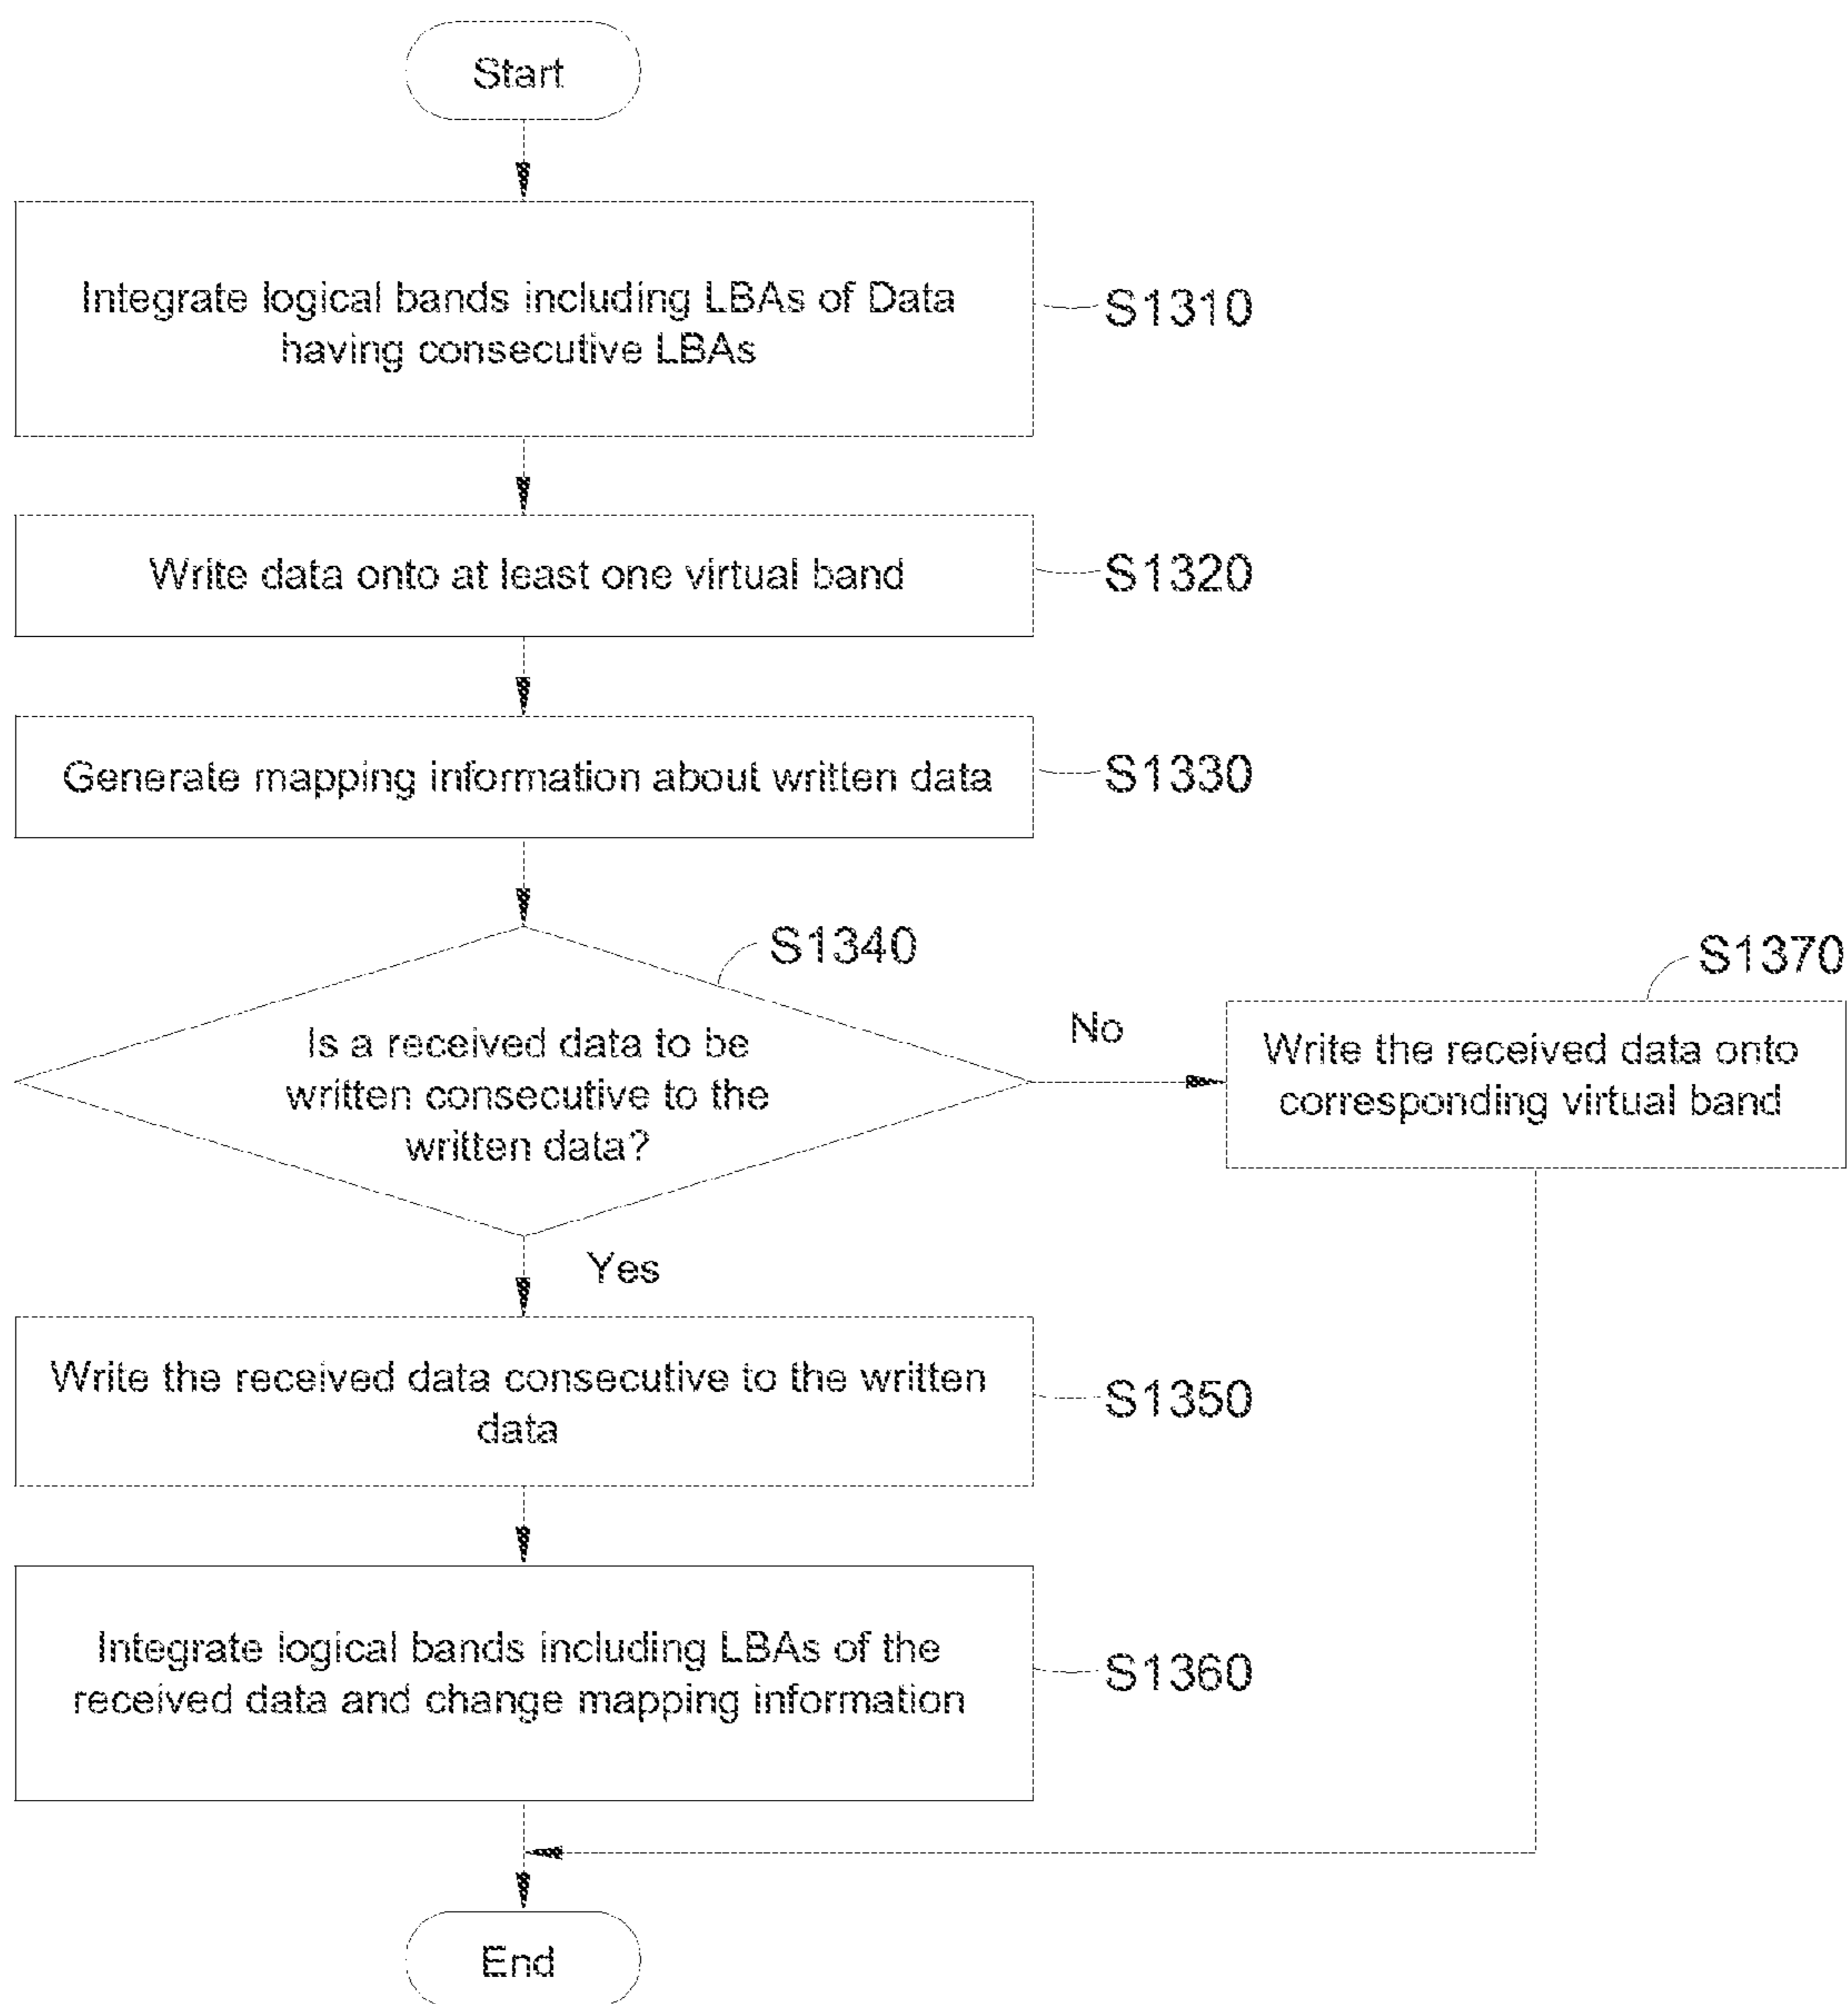 Start
Integrate logical bands including LBAs of Data
having consecutive LBAs
S1310
Write data onto at least one virtual band
S1320
Generate mapping information about written data
S1330
S1340
Is a received data to be
written consecutive to the
written data?
No
S1370
Write the received data onto
corresponding virtual band
Yes
Write the received data consecutive to the written
data
S1350
Integrate logical bands including LBAs of the
received data and change mapping information
S1360
End